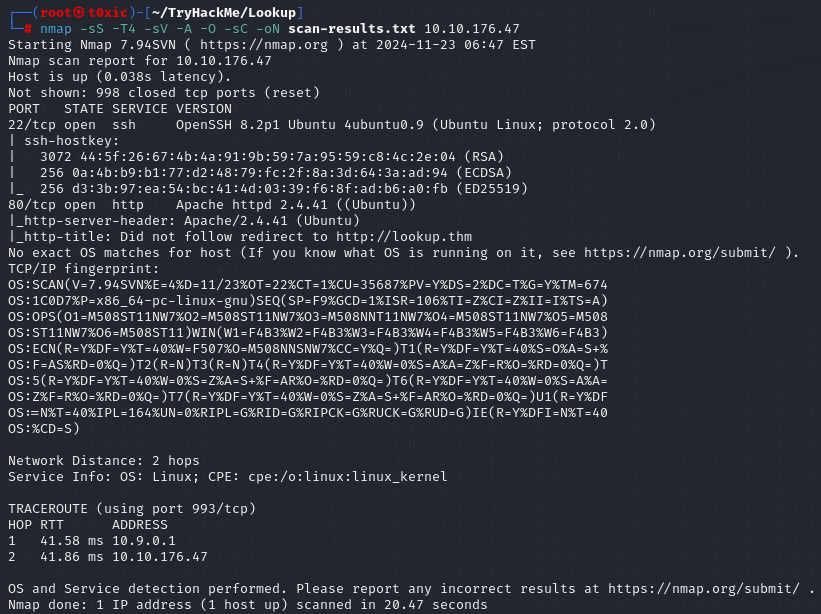 ┌──(root㉿t0xic)-[~/TryHackMe/Lookup]
└─# nmap -sS -T4 -sV -A -O -sC -oN scan-results.txt 10.10.176.47
Starting Nmap 7.94SVN ( https://nmap.org ) at 2024-11-23 06:47 EST
Nmap scan report for 10.10.176.47
Host is up (0.038s latency).
Not shown: 998 closed tcp ports (reset)
PORT   STATE SERVICE VERSION
22/tcp open  ssh     OpenSSH 8.2p1 Ubuntu 4ubuntu0.9 (Ubuntu Linux; protocol 2.0)
| ssh-hostkey:
|   3072 44:5f:26:67:4b:4a:91:9b:59:7a:95:59:c8:4c:2e:04 (RSA)
|   256 0a:4b:b9:b1:77:d2:48:79:fc:2f:8a:3d:64:3a:ad:94 (ECDSA)
|_  256 d3:3b:97:ea:54:bc:41:4d:03:39:f6:8f:ad:b6:a0:fb (ED25519)
80/tcp open  http    Apache httpd 2.4.41 ((Ubuntu))
|_http-server-header: Apache/2.4.41 (Ubuntu)
|_http-title: Did not follow redirect to http://lookup.thm
No exact OS matches for host (If you know what OS is running on it, see https://nmap.org/submit/ ).
TCP/IP fingerprint:
OS:SCAN(V=7.94SVN%E=4%D=11/23%OT=22%CT=1%CU=35687%PV=Y%DS=2%DC=T%G=Y%TM=674
OS:1C0D7%P=x86_64-pc-linux-gnu)SEQ(SP=F9%GCD=1%ISR=106%TI=Z%CI=Z%II=I%TS=A)
OS:OPS(O1=M508ST11NW7%O2=M508ST11NW7%O3=M508NNT11NW7%O4=M508ST11NW7%O5=M508
OS:ST11NW7%O6=M508ST11)WIN(W1=F4B3%W2=F4B3%W3=F4B3%W4=F4B3%W5=F4B3%W6=F4B3)
OS:ECN(R=Y%DF=Y%T=40%W=F507%O=M508NNSNW7%CC=Y%Q=)T1(R=Y%DF=Y%T=40%S=O%A=S+%
OS:F=AS%RD=0%Q=)T2(R=N)T3(R=N)T4(R=Y%DF=Y%T=40%W=0%S=A%A=Z%F=R%O=%RD=0%Q=)T
OS:5(R=Y%DF=Y%T=40%W=0%S=Z%A=S+%F=AR%O=%RD=0%Q=)T6(R=Y%DF=Y%T=40%W=0%S=A%A=
OS:Z%F=R%O=%RD=0%Q=)T7(R=Y%DF=Y%T=40%W=0%S=Z%A=S+%F=AR%O=%RD=0%Q=)U1(R=Y%DF
OS:=N%T=40%IPL=164%UN=0%RIPL=G%RID=G%RIPCK=G%RUCK=G%RUD=G)IE(R=Y%DFI=N%T=40
OS:%CD=S)
Network Distance: 2 hops
Service Info: OS: Linux; CPE: cpe:/o:linux:linux_kernel
TRACEROUTE (using port 993/tcp)
HOP RTT      ADDRESS
1   41.58 ms 10.9.0.1
2   41.86 ms 10.10.176.47
OS and Service detection performed. Please report any incorrect results at https://nmap.org/submit/ .
Nmap done: 1 IP address (1 host up) scanned in 20.47 seconds